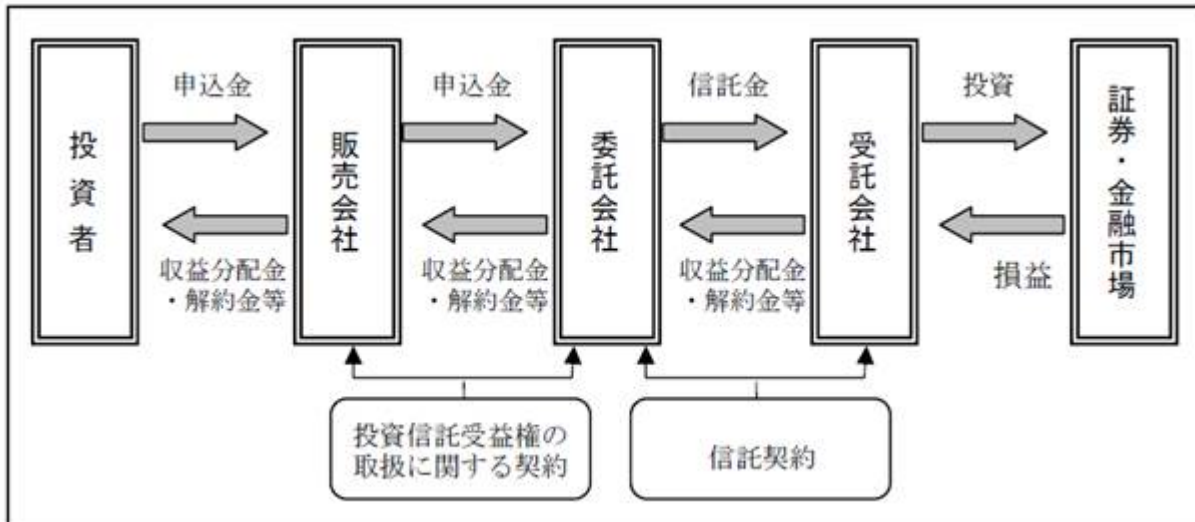 申込金
申込金
信託金
投資
投資者
販売会社
委託会社
受託会社
証券・金融市場
収益分配金
・解約金等
収益分配金
・解約金等
収益分配金
・解約金等
損益
投資信託受益権の
取扱に関する契約
信託契約